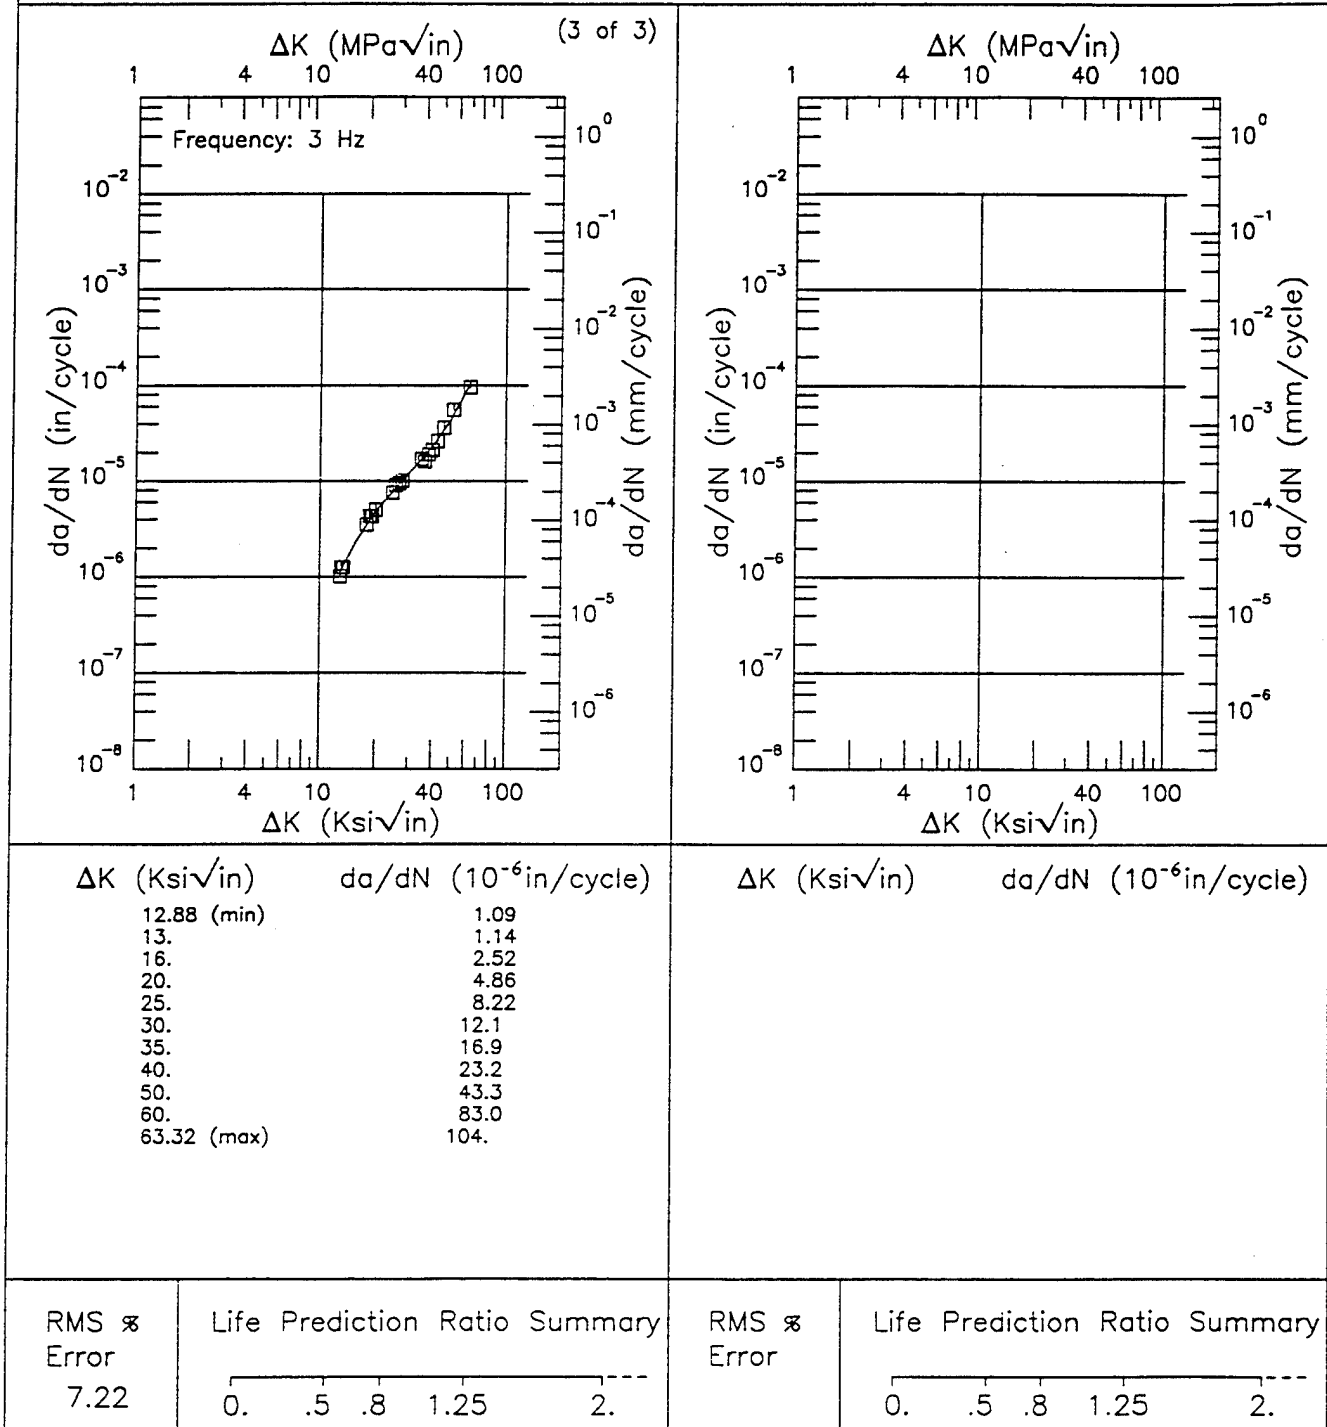 (3 of 3)
ΔK (MPa√in)
1 4 10 40 100
Frequency: 3 Hz
10⁻² 10⁻³ 10⁻⁴ 10⁻⁵ 10⁻⁶ 10⁻⁷ 10⁻⁸
da/dN (in/cycle)
10⁰ 10⁻¹ 10⁻² 10⁻³ 10⁻⁴ 10⁻⁵ 10⁻⁶
da/dN (mm/cycle)
1 4 10 40 100
ΔK (Ksi√in)
ΔK (MPa√in)
1 4 10 40 100
10⁻² 10⁻³ 10⁻⁴ 10⁻⁵ 10⁻⁶ 10⁻⁷ 10⁻⁸
da/dN (in/cycle)
10⁰ 10⁻¹ 10⁻² 10⁻³ 10⁻⁴ 10⁻⁵ 10⁻⁶
da/dN (mm/cycle)
1 4 10 40 100
ΔK (Ksi√in)
ΔK (Ksi√in) da/dN (10⁻⁶in/cycle)
12.88 (min) 1.09
13. 1.14
16. 2.52
20. 4.86
25. 8.22
30. 12.1
35. 16.9
40. 23.2
50. 43.3
60. 83.0
63.32 (max) 104.
ΔK (Ksi√in) da/dN (10⁻⁶in/cycle)
RMS %
Error
7.22
Life Prediction Ratio Summary
0. .5 .8 1.25 2.
RMS %
Error
Life Prediction Ratio Summary
0. .5 .8 1.25 2.